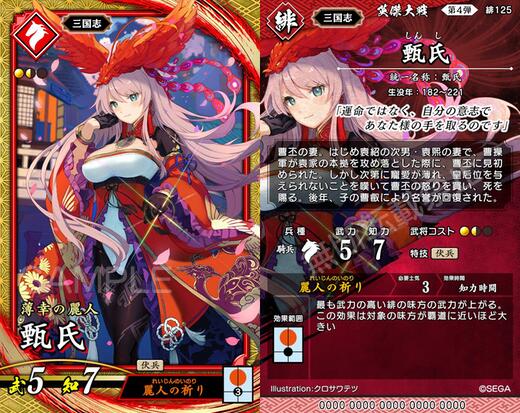 三国志
SAMPLE
薄幸の麗人
甄氏
伏兵
武5 知7
れいじんのいのり
麗人の祈り
3
緋
三国志
英傑大戦
第4弾
緋125
しん し
甄氏
統一名称:甄氏
生没年:182～221
「運命ではなく、自分の意志で
あなた様の手を取るのです」
曹丕の妻。はじめ袁紹の次男・袁煕の妻で、曹操
軍が袁家の本拠を攻め落とした際に、曹丕に見初
められた。しかし次第に寵愛が薄れ、皇后位を与
えられないことを嘆いて曹丕の怒りを買い、死を
賜る。後年、子の曹叡により名誉が回復された。
兵種 武力 知力 武将コスト
騎兵 5 7 特技 伏兵
れいじんのいのり 必要士気 効果時間
麗人の祈り 3 知力時間
効果範囲
最も武力の高い緋の味方の武力が上がる。
この効果は対象の味方が覇道に近いほど大
きい
Illustration:クロサワテツ
©SEGA
0000 0000 0000 0000 0000